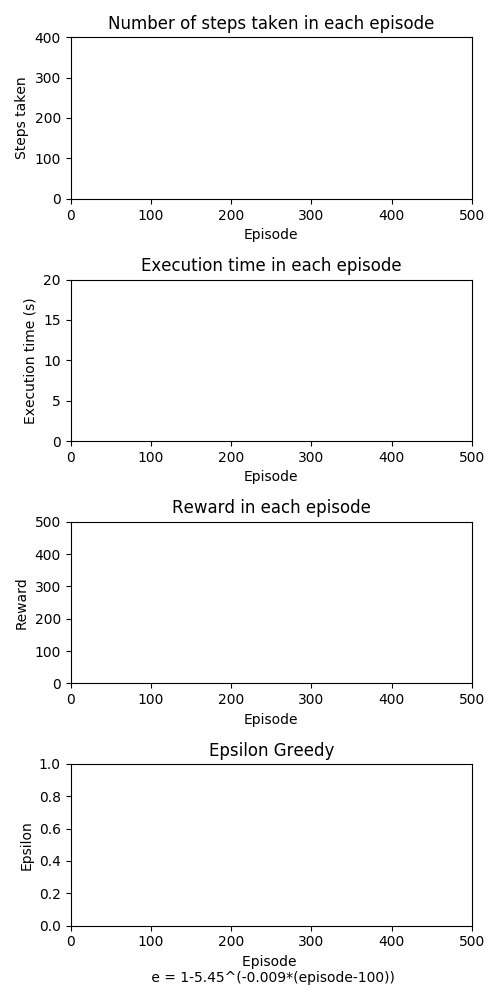 Number of steps taken in each episode
400
300
200
100
0
Steps taken
0 100 200 300 400 500
Episode
Execution time in each episode
20
15
10
5
0
Execution time (s)
0 100 200 300 400 500
Episode
Reward in each episode
500
400
300
200
100
0
Reward
0 100 200 300 400 500
Episode
Epsilon Greedy
1.0
0.8
0.6
0.4
0.2
0.0
Epsilon
0 100 200 300 400 500
Episode
e = 1-5.45^(-0.009*(episode-100))